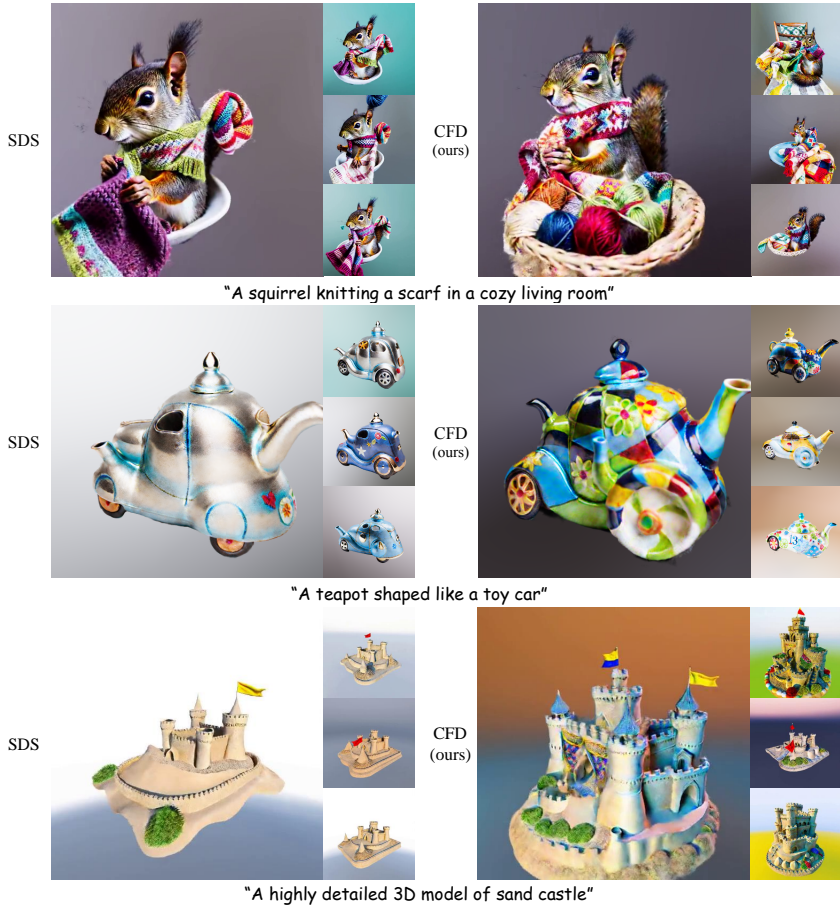 SDS
CFD
(ours)
“A squirrel knitting a scarf in a cozy living room”
SDS
CFD
(ours)
“A teapot shaped like a toy car”
SDS
CFD
(ours)
“A highly detailed 3D model of sand castle”